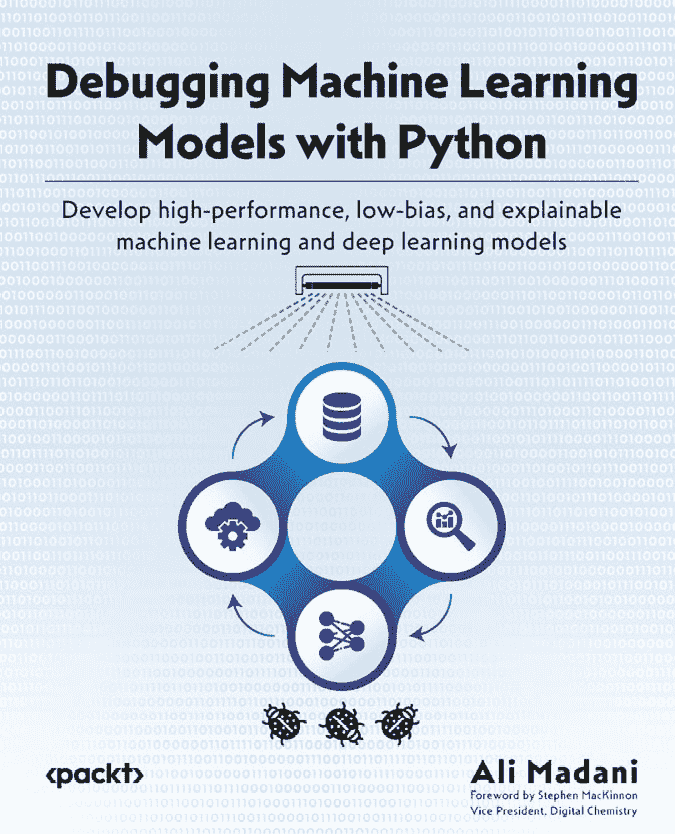 Debugging Machine Learning
Models with Python
Develop high-performance, low-bias, and explainable
machine learning and deep learning models
<packt>
Ali Madani
Foreword by Stephen MacKinnon
Vice President, Digital Chemistry